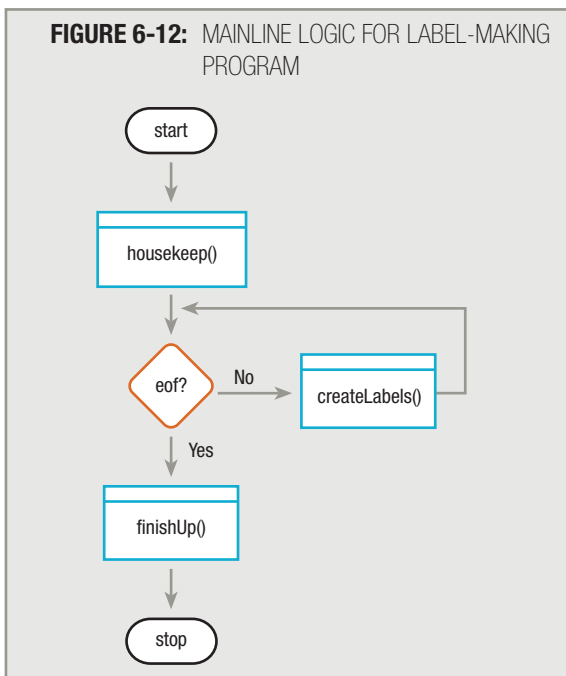 FIGURE 6-12: MAINLINE LOGIC FOR LABEL-MAKING
PROGRAM
start
housekeep()
eof?
No
createLabels()
Yes
finishUp()
stop